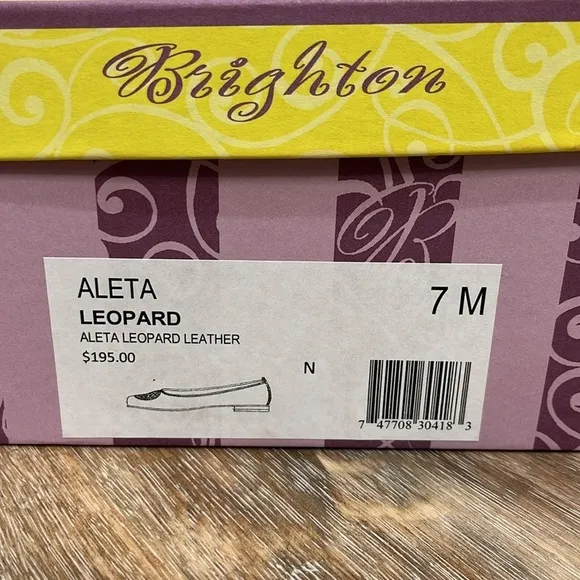 Brighton
ALETA
7 M
LEOPARD
ALETA LEOPARD LEATHER
$195.00
N
7 47708 30418 3